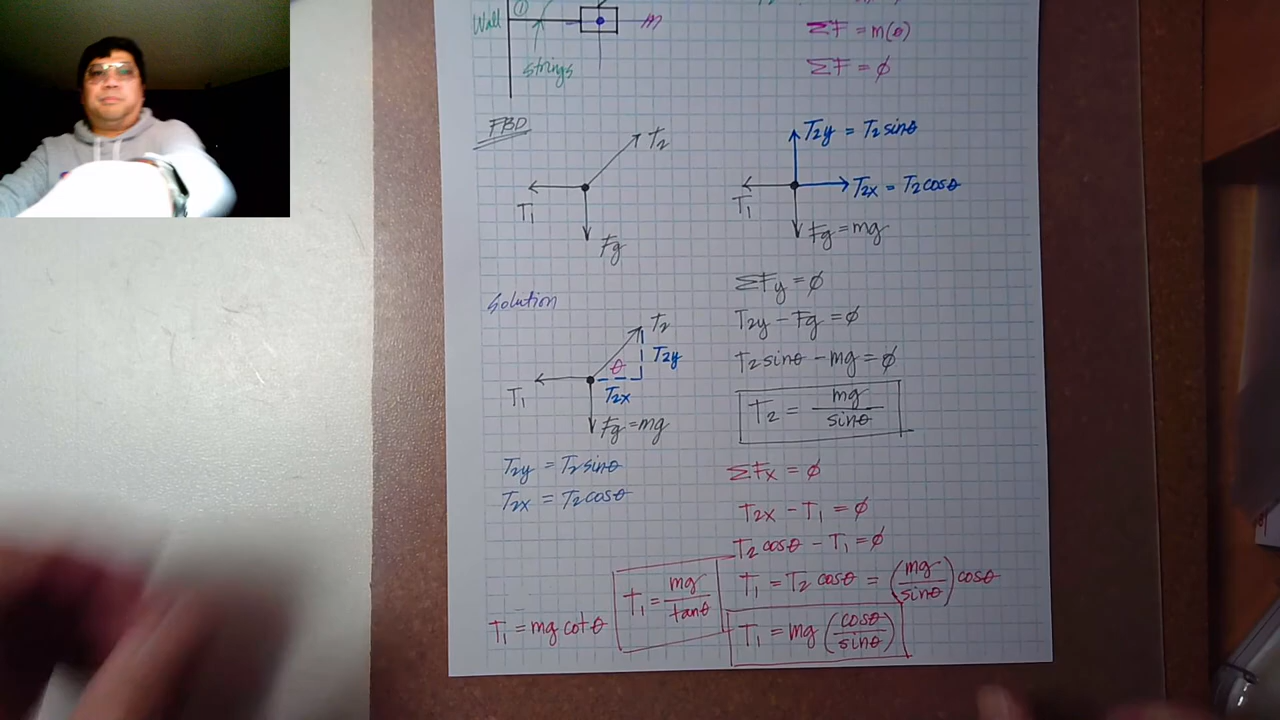 Wall ① m
strings
ΣF = m(0)
ΣF = ∅
FBD
T₂
T₁
Fg
T₂y = T₂ sinθ
T₂x = T₂ cosθ
T₁
Fg = mg
Solution
T₂
θ
T₂y
T₂x
T₁
Fg = mg
T₂y = T₂ sinθ
T₂x = T₂ cosθ
ΣFy = ∅
T₂y − Fg = ∅
T₂ sinθ − mg = ∅
T₂ = mg/sinθ
ΣFx = ∅
T₂x − T₁ = ∅
T₂ cosθ − T₁ = ∅
T₁ = T₂ cosθ = (mg/sinθ) cosθ
T₁ = mg (cosθ/sinθ)
T₁ = mg/tanθ
T₁ = mg cotθ